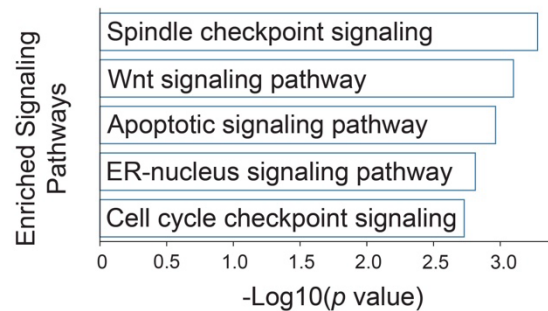 Enriched Signaling
Pathways
Spindle checkpoint signaling
Wnt signaling pathway
Apoptotic signaling pathway
ER-nucleus signaling pathway
Cell cycle checkpoint signaling
0 0.5 1.0 1.5 2.0 2.5 3.0
-Log10(p value)